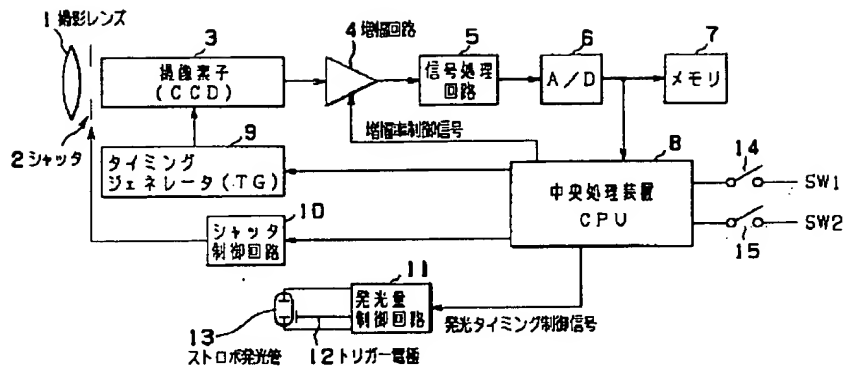 1 撮影レンズ
2 シャッタ
3
撮像素子
(CCD)
4 増幅回路
5
信号処理
回路
6
A/D
7
メモリ
増幅率制御信号
8
中央処理装置
CPU
9
タイミング
ジェネレータ(TG)
10
シャッタ
制御回路
11
発光量
制御回路
発光タイミング制御信号
12 トリガー電極
13
ストロボ発光管
14
SW1
SW2
15